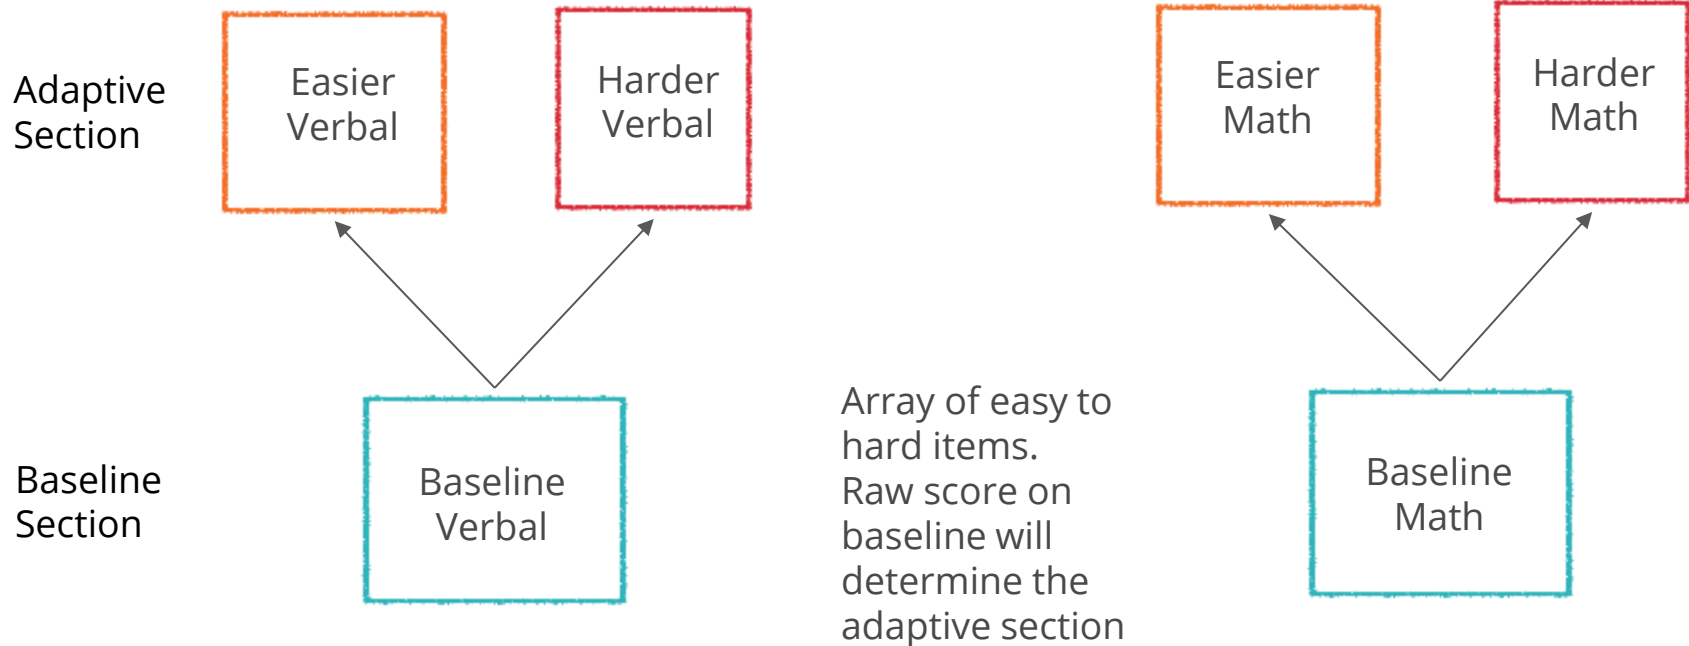 Adaptive
Section
Easier
Verbal
Harder
Verbal
Easier
Math
Harder
Math
Baseline
Section
Baseline
Verbal
Array of easy to
hard items.
Raw score on
baseline will
determine the
adaptive section
Baseline
Math